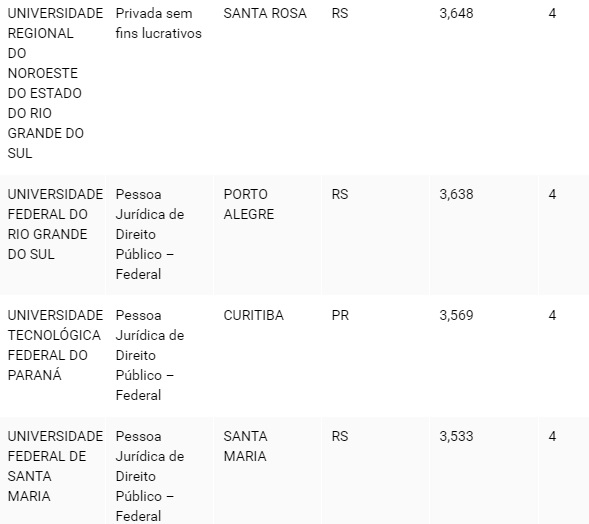 UNIVERSIDADE
REGIONAL
DO
NOROESTE
DO ESTADO
DO RIO
GRANDE DO
SUL
Privada sem
fins lucrativos
SANTA ROSA
RS
3,648
4
UNIVERSIDADE
FEDERAL DO
RIO GRANDE
DO SUL
Pessoa
Jurídica de
Direito
Público –
Federal
PORTO
ALEGRE
RS
3,638
4
UNIVERSIDADE
TECNOLÓGICA
FEDERAL DO
PARANÁ
Pessoa
Jurídica de
Direito
Público –
Federal
CURITIBA
PR
3,569
4
UNIVERSIDADE
FEDERAL DE
SANTA
MARIA
Pessoa
Jurídica de
Direito
Público –
Federal
SANTA
MARIA
RS
3,533
4